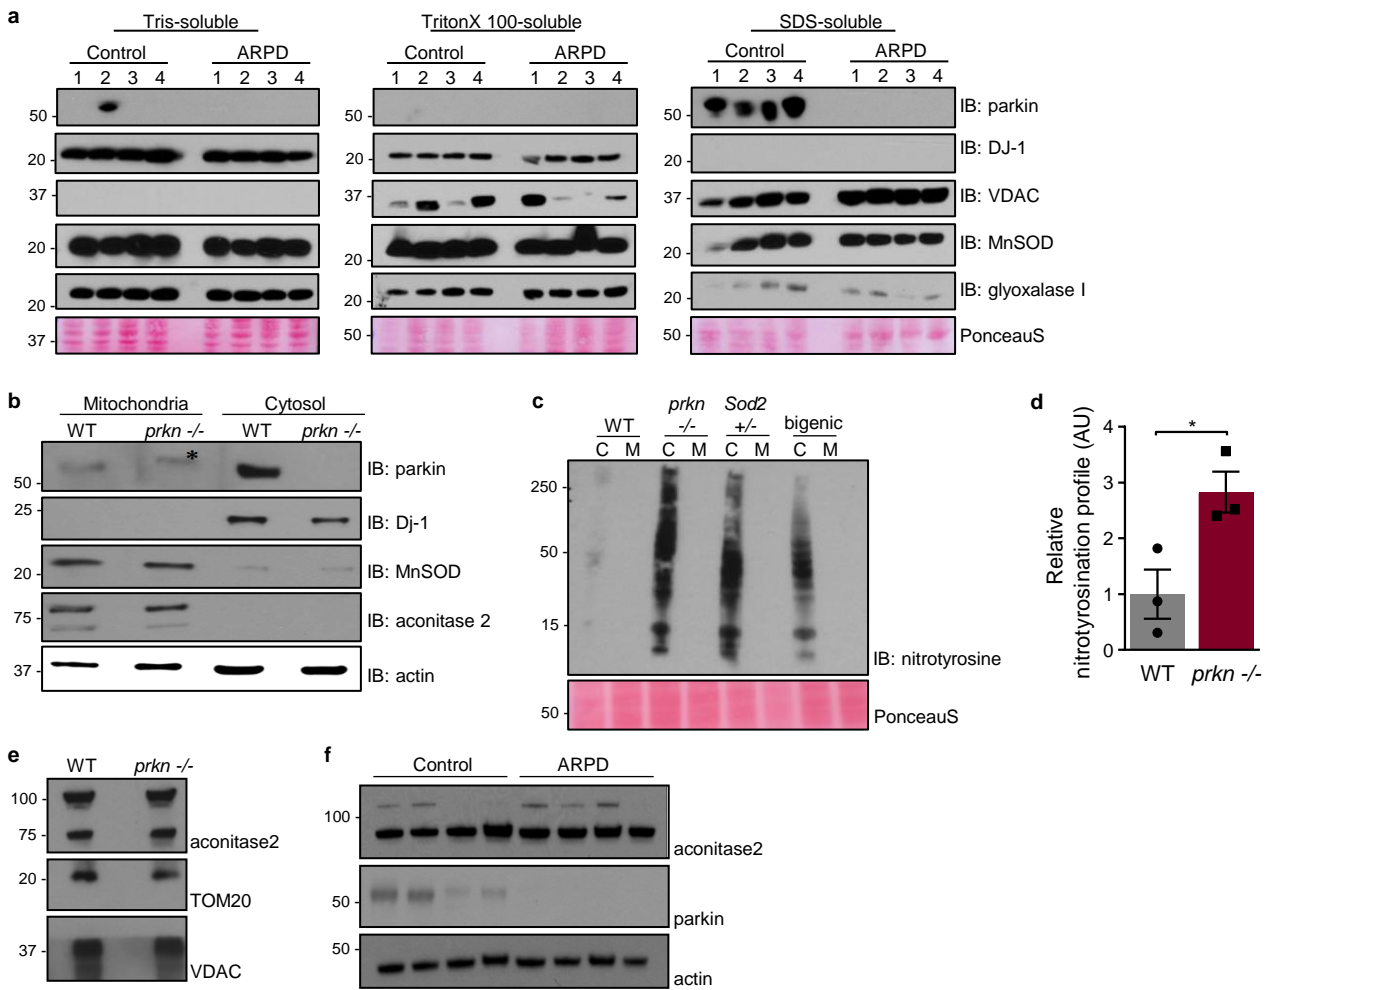 a
Tris-soluble
TritonX 100-soluble
SDS-soluble
Control ARPD
Control ARPD
Control ARPD
1 2 3 4 1 2 3 4
1 2 3 4 1 2 3 4
1 2 3 4 1 2 3 4
50 -
50 -
50 -
IB: parkin
20 -
20 -
20 -
IB: DJ-1
37 -
37 -
37 -
IB: VDAC
20 -
20 -
20 -
IB: MnSOD
20 -
20 -
20 -
IB: glyoxalase I
37 -
50 -
50 -
PonceauS
b
Mitochondria Cytosol
WT prkn -/- WT prkn -/-
*
50 -
IB: parkin
25 -
IB: Dj-1
20 -
IB: MnSOD
75 -
IB: aconitase 2
37 -
IB: actin
c
WT
prkn
-/-
Sod2
+/-
bigenic
C M C M C M C M
250 -
50 -
15 -
IB: nitrotyrosine
50 -
PonceauS
d
Relative
nitrotyrosination profile (AU)
4
3
2
1
0
*
WT prkn -/-
e
WT prkn -/-
100 -
75 -
aconitase2
20 -
TOM20
37 -
VDAC
f
Control ARPD
100 -
aconitase2
50 -
parkin
50 -
actin